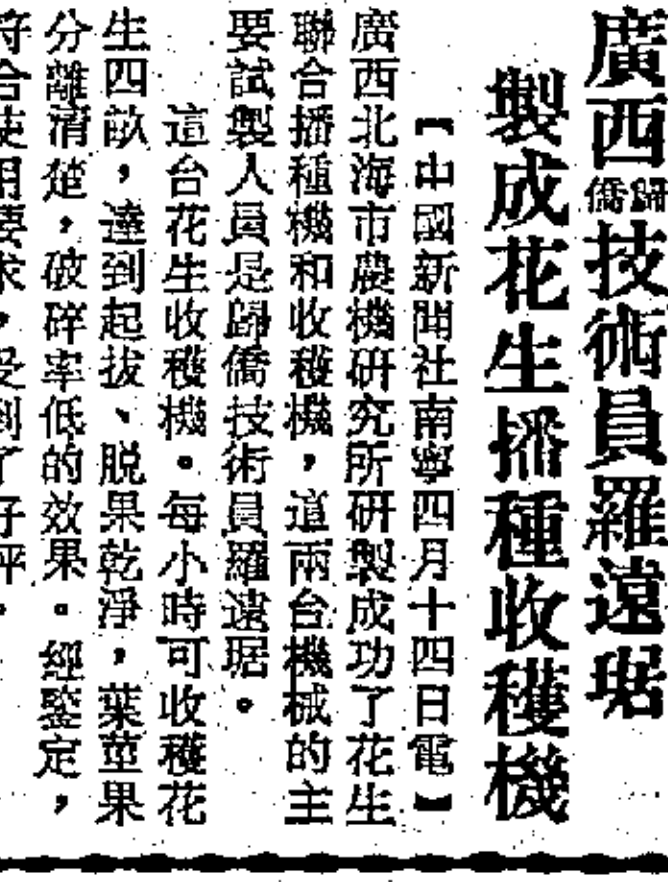 廣西歸僑技術員羅遠琚
製成花生播種收穫機
【中國新聞社南寧四月十四日電】
廣西北海市農機研究所研製成功了花生
聯合播種機和收穫機，這兩台機械的主
要試製人員是歸僑技術員羅遠琚。
這台花生收穫機。每小時可收穫花
生四畝，達到起拔、脱果乾淨，葉莖果
分離清楚，破碎率低的效果。經鑒定，
符合使用要求，受到了好評。